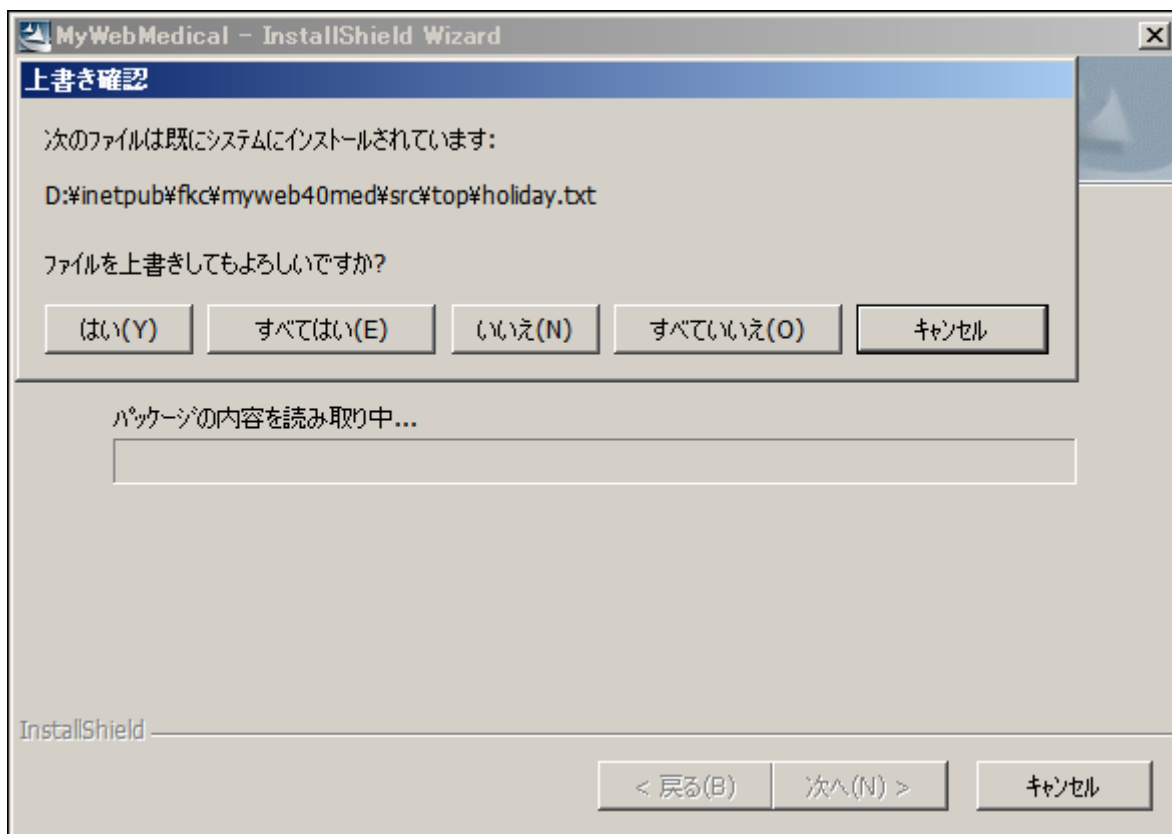 MyWebMedical - InstallShield Wizard
上書き確認
次のファイルは既にシステムにインストールされています:
D:¥inetpub¥fkc¥myweb40med¥src¥top¥holiday.txt
ファイルを上書きしてもよろしいですか?
はい(Y) すべてはい(E) いいえ(N) すべていいえ(O) キャンセル
パッケージの内容を読み取り中...
InstallShield
< 戻る(B) 次へ(N) > キャンセル